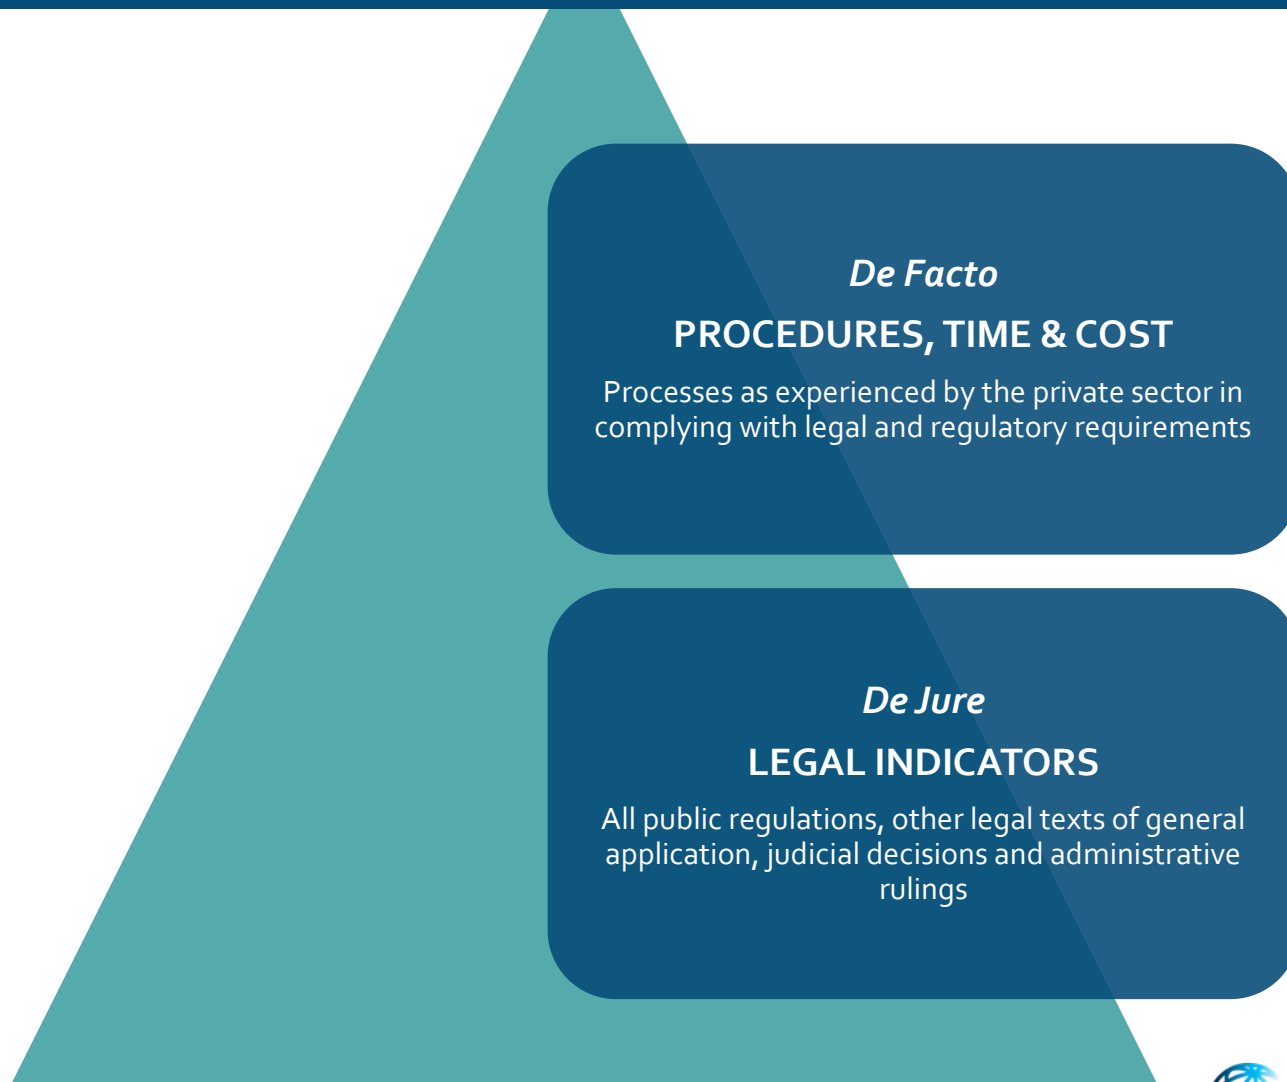 De Facto
PROCEDURES, TIME & COST
Processes as experienced by the private sector in
complying with legal and regulatory requirements
De Jure
LEGAL INDICATORS
All public regulations, other legal texts of general
application, judicial decisions and administrative
rulings